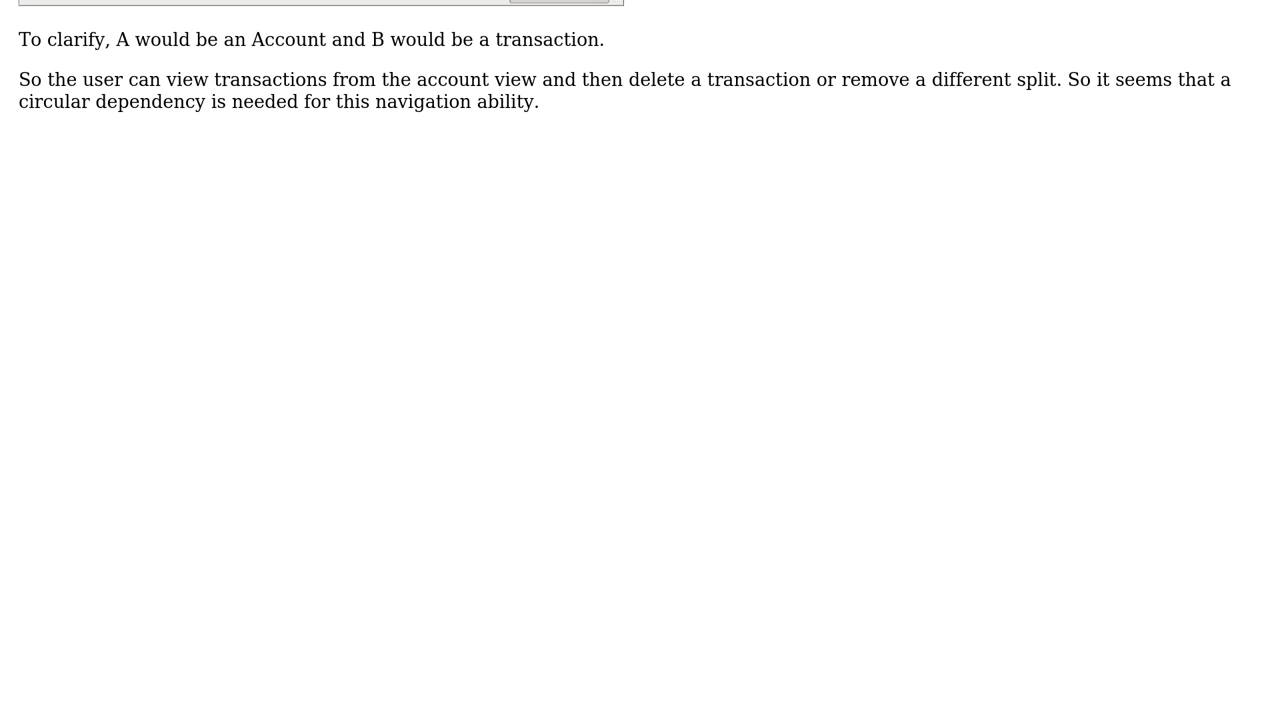 To clarify, A would be an Account and B would be a transaction.
So the user can view transactions from the account view and then delete a transaction or remove a different split. So it seems that a
circular dependency is needed for this navigation ability.